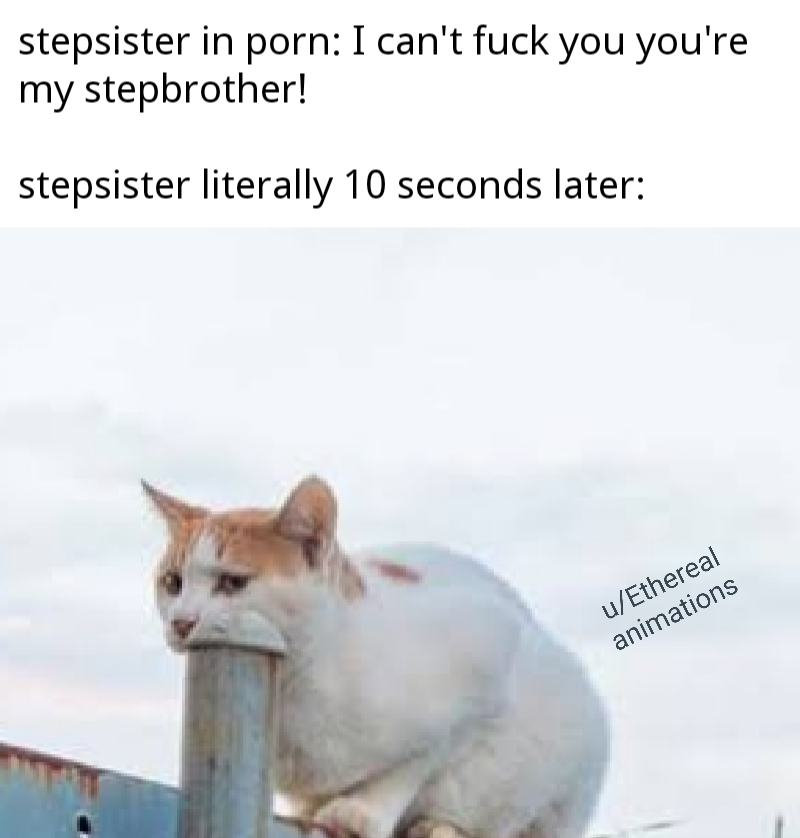 stepsister in porn: I can't fuck you you're
my stepbrother!
stepsister literally 10 seconds later:
u/Ethereal
animations